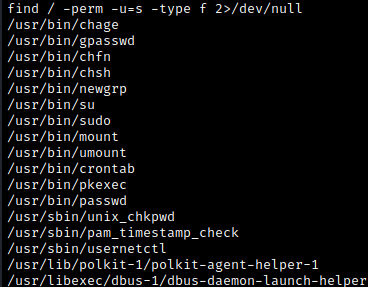 find / -perm -u=s -type f 2>/dev/null
/usr/bin/chage
/usr/bin/gpasswd
/usr/bin/chfn
/usr/bin/chsh
/usr/bin/newgrp
/usr/bin/su
/usr/bin/sudo
/usr/bin/mount
/usr/bin/umount
/usr/bin/crontab
/usr/bin/pkexec
/usr/bin/passwd
/usr/sbin/unix_chkpwd
/usr/sbin/pam_timestamp_check
/usr/sbin/usernetctl
/usr/lib/polkit-1/polkit-agent-helper-1
/usr/libexec/dbus-1/dbus-daemon-launch-helper